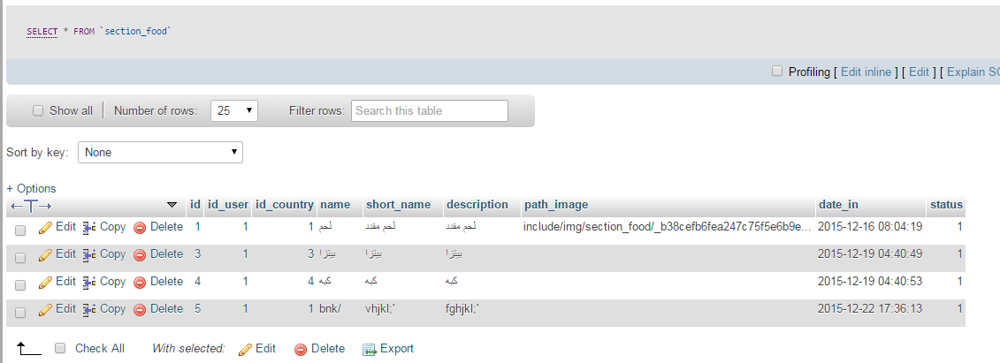 SELECT * FROM `section_food`
Profiling [ Edit inline ] [ Edit ] [ Explain SC
Show all Number of rows: 25 Filter rows: Search this table
Sort by key: None
+ Options
id id_user id_country name short_name description path_image date_in status
Edit Copy Delete 1 1 1 لحم لحم مقدد لحم مقدد include/img/section_food/_b38cefb6fea247c75f5e6b9e... 2015-12-16 08:04:19 1
Edit Copy Delete 3 1 3 بيتزا بيتزا بيتزا 2015-12-19 04:40:49 1
Edit Copy Delete 4 1 4 كبه كبه كبه 2015-12-19 04:40:53 1
Edit Copy Delete 5 1 1 bnk/ vhjkl;' fghjkl;' 2015-12-22 17:36:13 1
Check All With selected: Edit Delete Export